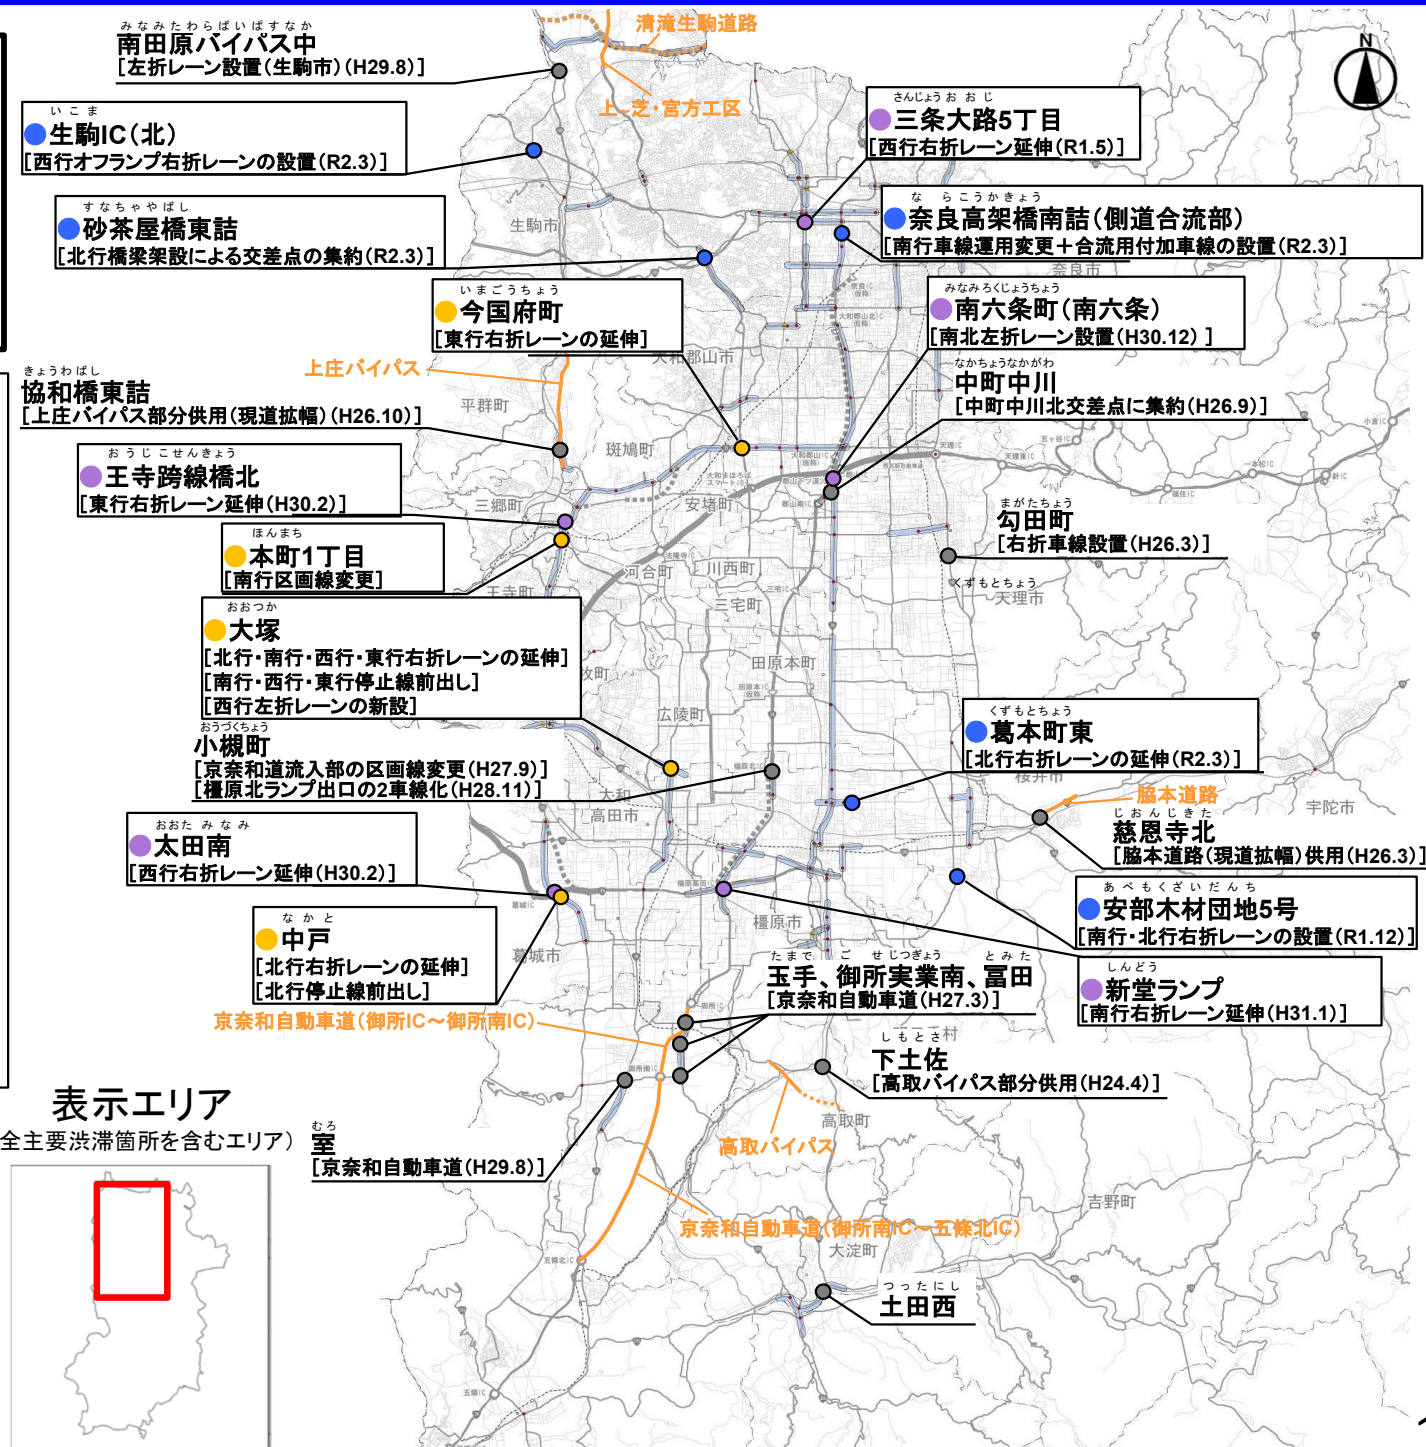 みなみたわらばいぱすなか
南田原バイパス中
[左折レーン設置(生駒市)(H29.8)]
清滝生駒道路
上~芝・宮方工区
N
いこま
生駒IC(北)
[西行オフランプ右折レーンの設置(R2.3)]
さんじょうおおじ
三条大路5丁目
[西行右折レーン延伸(R1.5)]
すなちゃやばし
砂茶屋橋東詰
[北行橋梁架設による交差点の集約(R2.3)]
生駒市
ならこうかきょう
奈良高架橋南詰(側道合流部)
[南行車線運用変更+合流用付加車線の設置(R2.3)]
奈良市
いまごうちょう
今国府町
[東行右折レーンの延伸]
大和郡山市
みなみろくじょうちょう
南六条町(南六条)
[南北左折レーン設置(H30.12)]
上庄バイパス
きょうわばし
協和橋東詰
[上庄バイパス部分供用(現道拡幅)(H26.10)]
平群町
なかちょうなかがわ
中町中川
[中町中川北交差点に集約(H26.9)]
おうじこせんきょう
王寺跨線橋北
[東行右折レーン延伸(H30.2)]
斑鳩町
三郷町
安堵町
まがたちょう
勾田町
[右折車線設置(H26.3)]
ほんまち
本町1丁目
[南行区画線変更]
河合町
川西町
王寺町
三宅町
くずもとちょう
天理市
おおつか
大塚
[北行・南行・西行・東行右折レーンの延伸]
[南行・西行・東行停止線前出し]
[西行左折レーンの新設]
牧町
田原本町
広陵町
おうづくちょう
小槻町
[京奈和道流入部の区画線変更(H27.9)]
[橿原北ランプ出口の2車線化(H28.11)]
くずもとちょう
葛本町東
[北行右折レーンの延伸(R2.3)]
桜井市
大和
高田市
脇本道路
宇陀市
じおんじきた
慈恩寺北
[脇本道路(現道拡幅)供用(H26.3)]
おおたみなみ
太田南
[西行右折レーン延伸(H30.2)]
あべもくざいだんち
安部木材団地5号
[南行・北行右折レーンの設置(R1.12)]
なかと
中戸
[北行右折レーンの延伸]
[北行停止線前出し]
橿原市
葛城市
たまで ごせじつぎょう とみた
玉手、御所実業南、冨田
[京奈和自動車道(H27.3)]
しんどう
新堂ランプ
[南行右折レーン延伸(H31.1)]
京奈和自動車道(御所IC~御所南IC)
しもとさ
下土佐
[高取バイパス部分供用(H24.4)]
高取町
高取バイパス
表示エリア
全主要渋滞箇所を含むエリア)
むろ
室
[京奈和自動車道(H29.8)]
吉野町
京奈和自動車道(御所南IC~五條北IC)
大淀町
つったにし
土田西